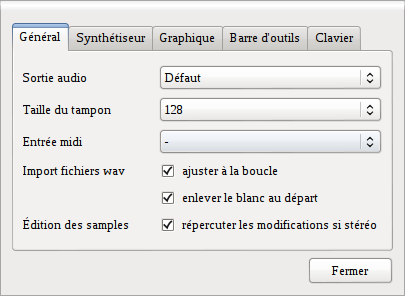 Général Synthétiseur Graphique Barre d'outils Clavier
Sortie audio Défaut
Taille du tampon 128
Entrée midi -
Import fichiers wav ajuster à la boucle
enlever le blanc au départ
Édition des samples répercuter les modifications si stéréo
Fermer